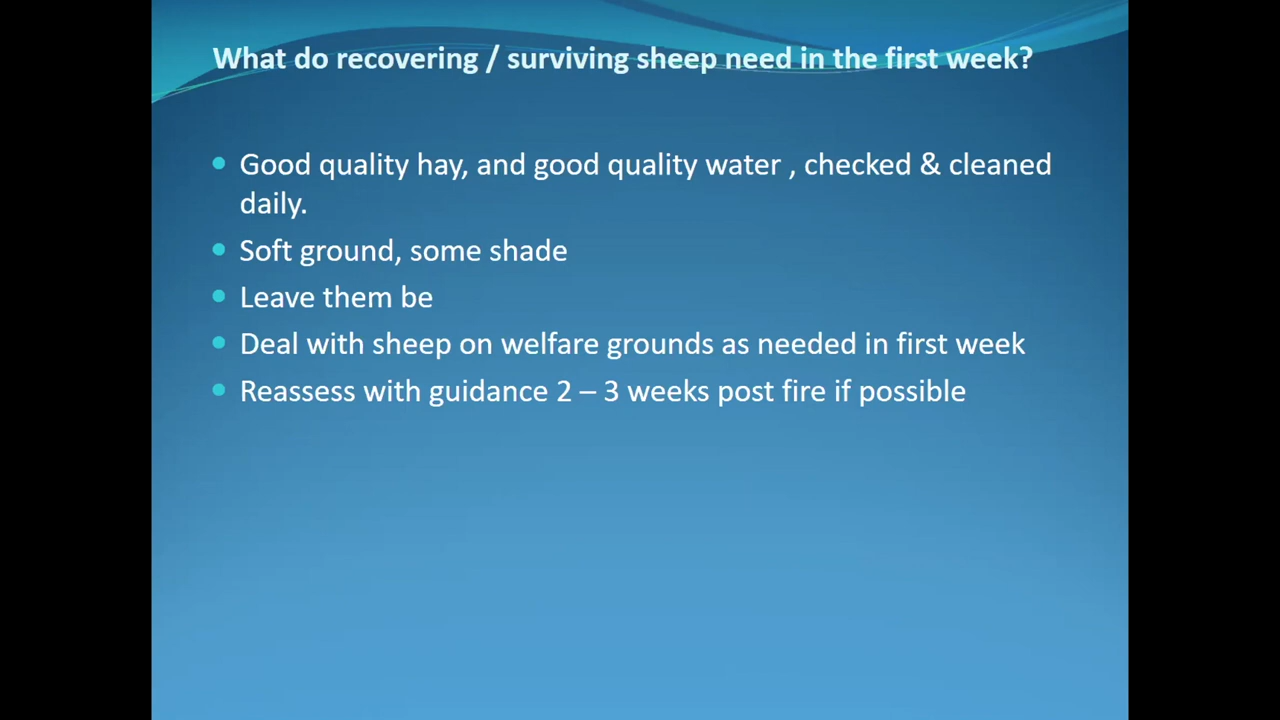 What do recovering / surviving sheep need in the first week?
Good quality hay, and good quality water , checked & cleaned
daily.
Soft ground, some shade
Leave them be
Deal with sheep on welfare grounds as needed in first week
Reassess with guidance 2 – 3 weeks post fire if possible